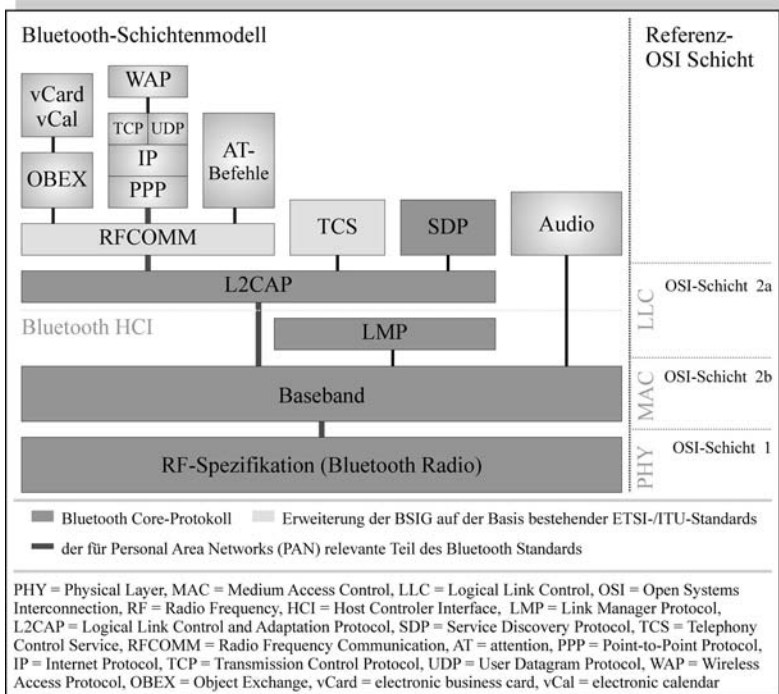 Bluetooth-Schichtenmodell
Referenz-
OSI Schicht
vCard
vCal
OBEX
WAP
TCP UDP
IP
PPP
AT-
Befehle
RFCOMM
TCS
SDP
Audio
L2CAP
Bluetooth HCI
LMP
Baseband
RF-Spezifikation (Bluetooth Radio)
LLC
OSI-Schicht 2a
MAC
OSI-Schicht 2b
PHY
OSI-Schicht 1
Bluetooth Core-Protokoll
Erweiterung der BSIG auf der Basis bestehender ETSI-/ITU-Standards
der für Personal Area Networks (PAN) relevante Teil des Bluetooth Standards
PHY = Physical Layer, MAC = Medium Access Control, LLC = Logical Link Control, OSI = Open Systems
Interconnection, RF = Radio Frequency, HCI = Host Controler Interface, LMP = Link Manager Protocol,
L2CAP = Logical Link Control and Adaptation Protocol, SDP = Service Discovery Protocol, TCS = Telephony
Control Service, RFCOMM = Radio Frequency Communication, AT = attention, PPP = Point-to-Point Protocol,
IP = Internet Protocol, TCP = Transmission Control Protocol, UDP = User Datagram Protocol, WAP = Wireless
Access Protocol, OBEX = Object Exchange, vCard = electronic business card, vCal = electronic calendar